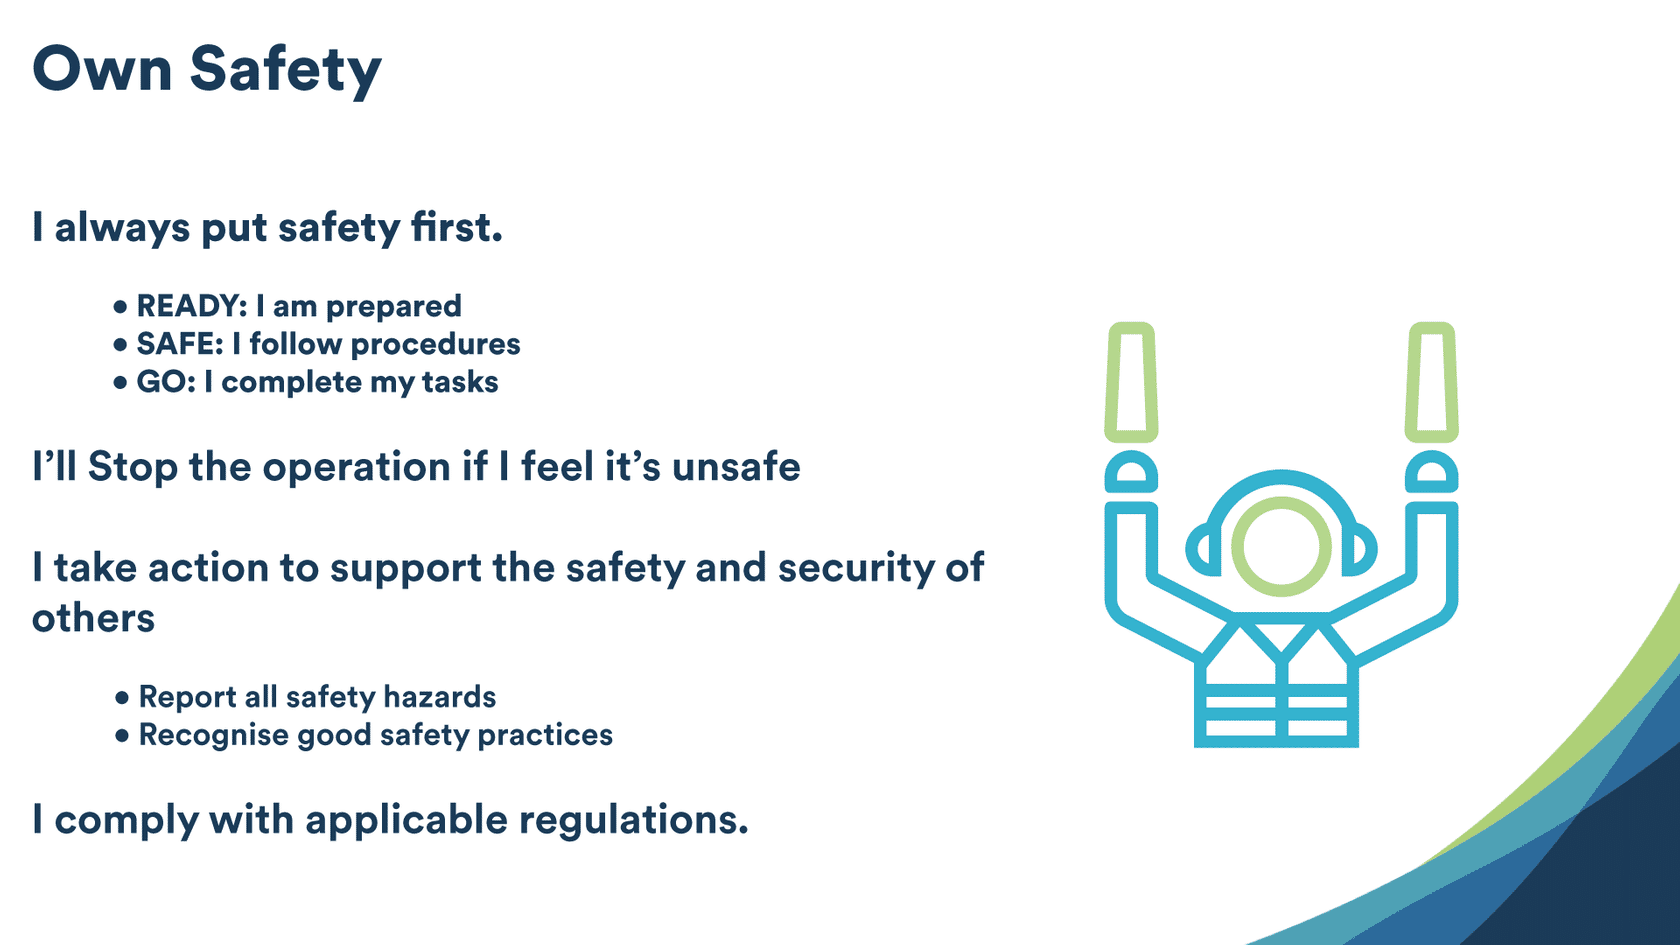 Own Safety
I always put safety first.
• READY: I am prepared
• SAFE: I follow procedures
• GO: I complete my tasks
I’ll Stop the operation if I feel it’s unsafe
I take action to support the safety and security of
others
• Report all safety hazards
• Recognise good safety practices
I comply with applicable regulations.